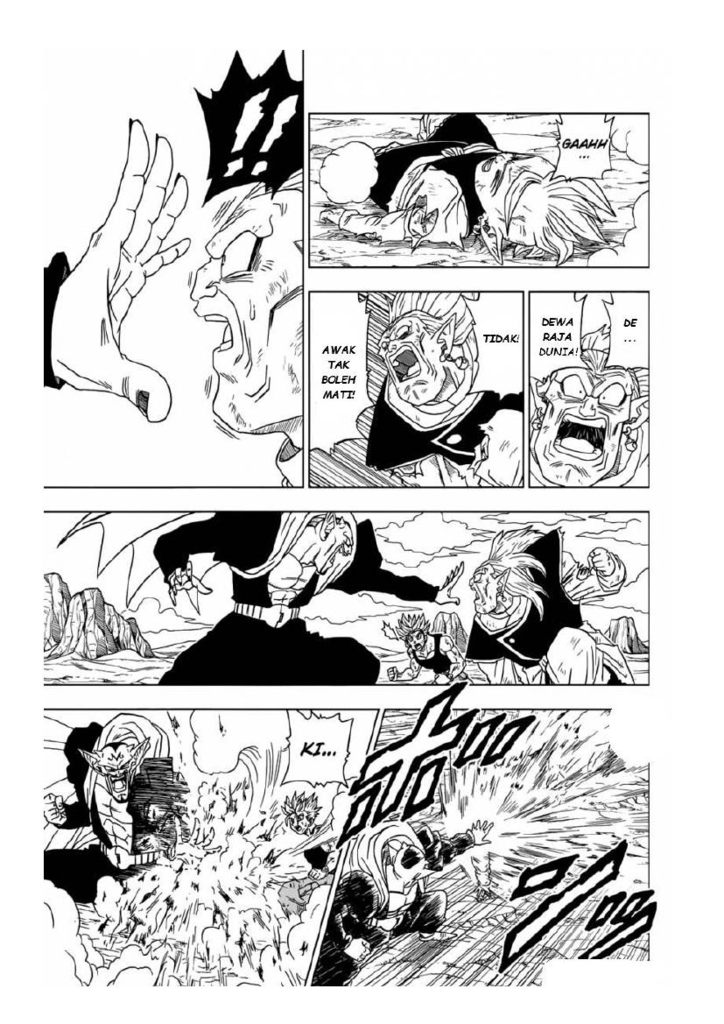 GAAHH
...
DE
...
DEWA
RAJA
DUNIA!
TIDAK!
AWAK
TAK
BOLEH
MATI!
!!
KI...